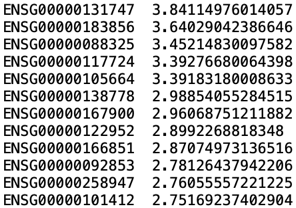 ENSG00000131747 3.84114976014057
ENSG00000183856 3.64029042386646
ENSG00000088325 3.45214830097582
ENSG00000117724 3.39276680064398
ENSG00000105664 3.39183180008633
ENSG00000138778 2.98854055284515
ENSG00000167900 2.96068751211882
ENSG00000122952 2.8992268818348
ENSG00000166851 2.87074973136516
ENSG00000092853 2.78126437942206
ENSG00000258947 2.76055557221225
ENSG00000101412 2.75169237402904